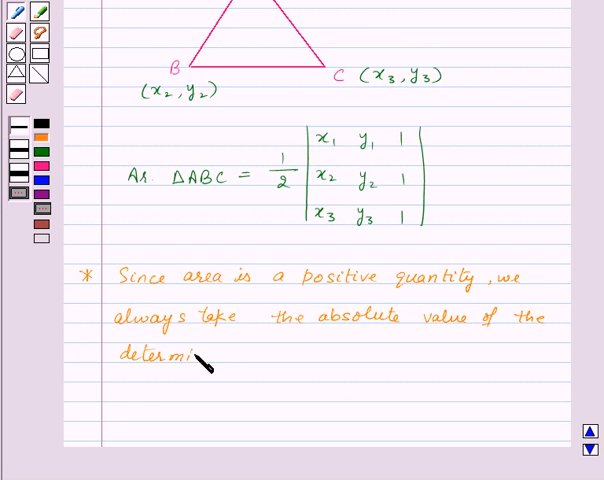 B
C (x₃, y₃)
(x₂, y₂)
Ar. ΔABC = 1/2 | x₁ y₁ 1 |
| x₂ y₂ 1 |
| x₃ y₃ 1 |
* Since area is a positive quantity, we
always take the absolute value of the
determi